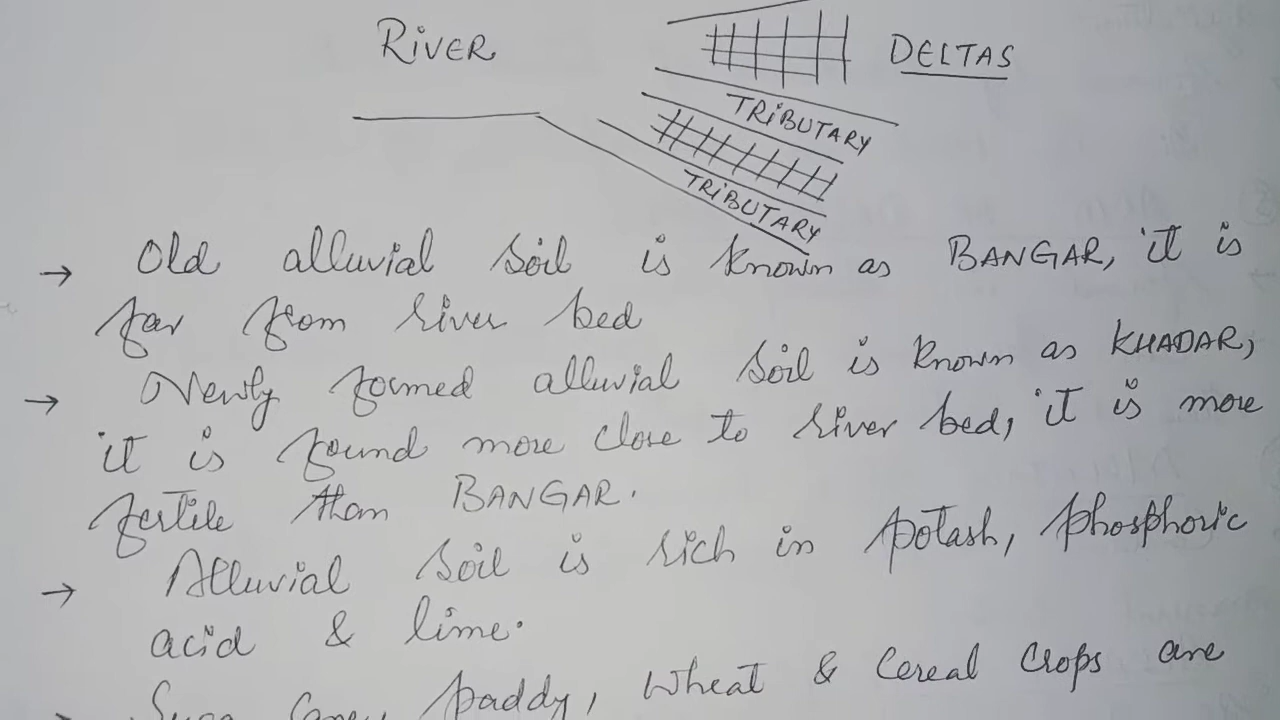 RiVER
DELTAS
TRiBUTARY
TRiBUTARY
→ Old alluvial soil is known as BANGAR, it is
far from river bed
→ Newly formed alluvial soil is known as KHADAR,
it is found more close to river bed, it is more
fertile than BANGAR.
→ Alluvial soil is rich in potash, phosphoric
acid & lime.
paddy, wheat & cereal crops are